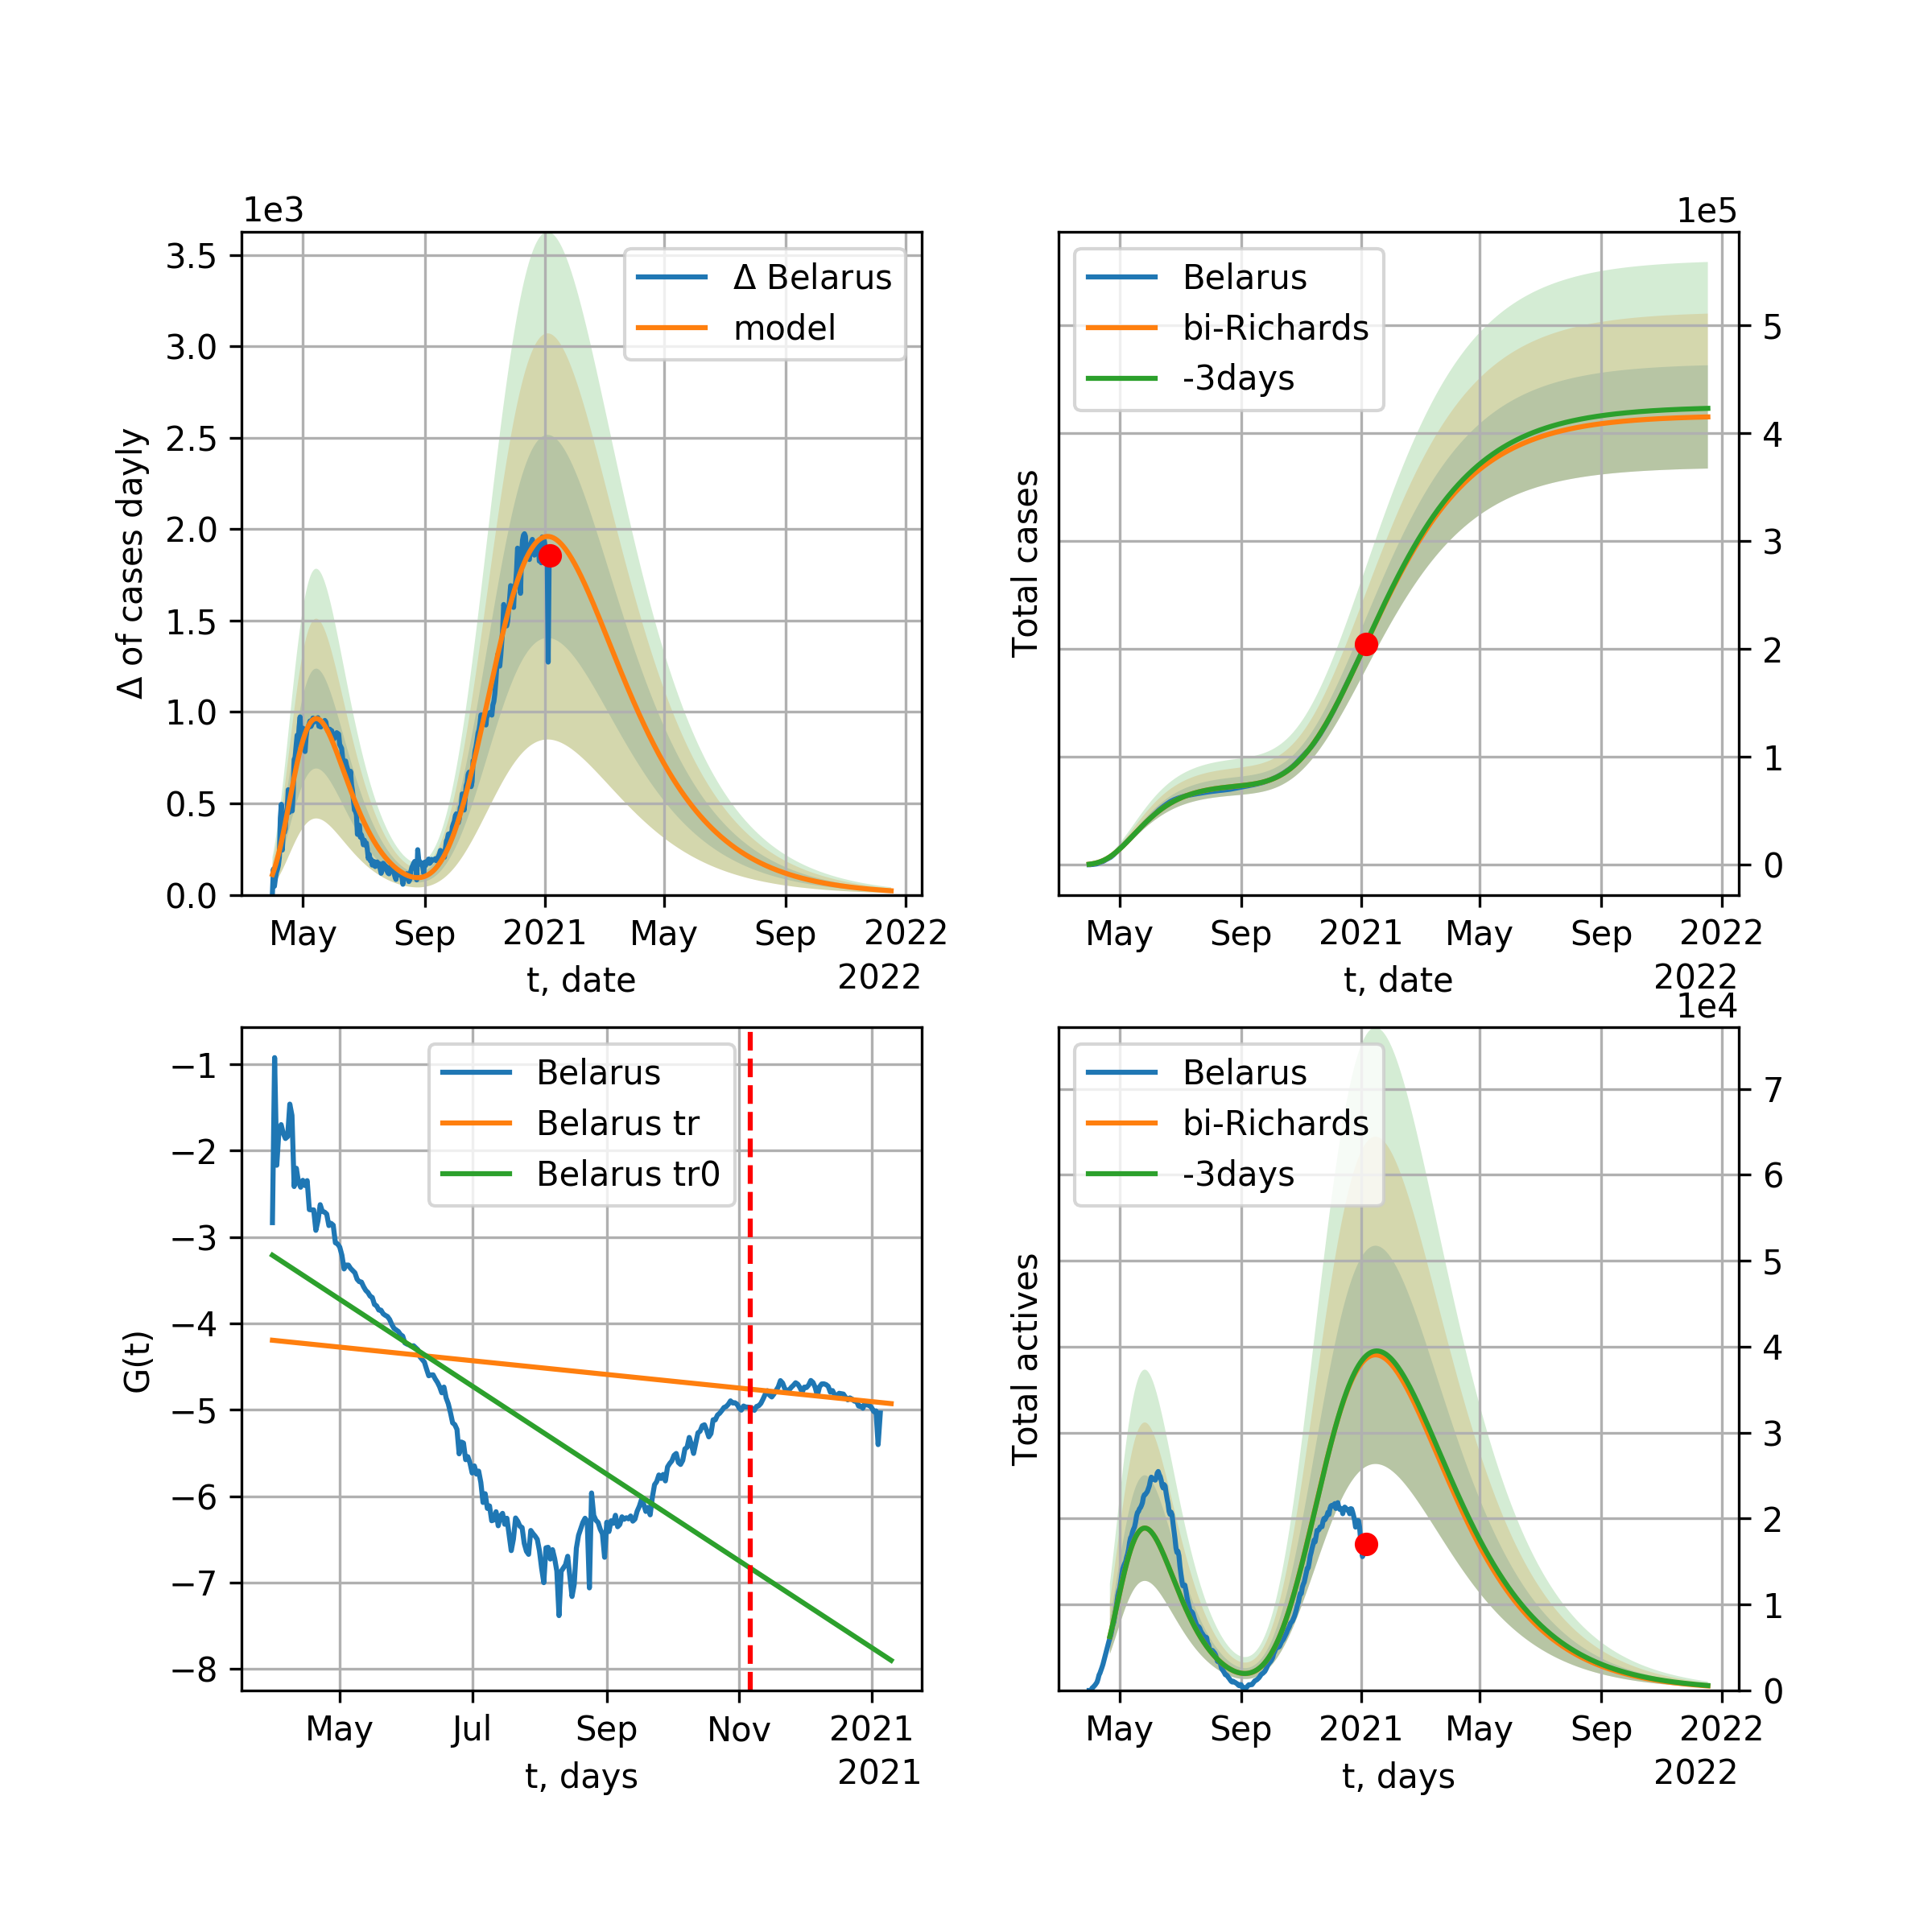 1e3
3.5
3.0
2.5
2.0
1.5
1.0
0.5
0.0
Δ of cases dayly
Δ Belarus
model
May Sep 2021 May Sep 2022
t, date
2022
1e5
Belarus
bi-Richards
-3days
Total cases
5
4
3
2
1
0
May Sep 2021 May Sep 2022
t, date
2022
−1
−2
−3
−4
−5
−6
−7
−8
G(t)
Belarus
Belarus tr
Belarus tr0
May Jul Sep Nov 2021
t, days
2021
1e4
Belarus
bi-Richards
-3days
Total actives
7
6
5
4
3
2
1
0
May Sep 2021 May Sep 2022
t, days
2022